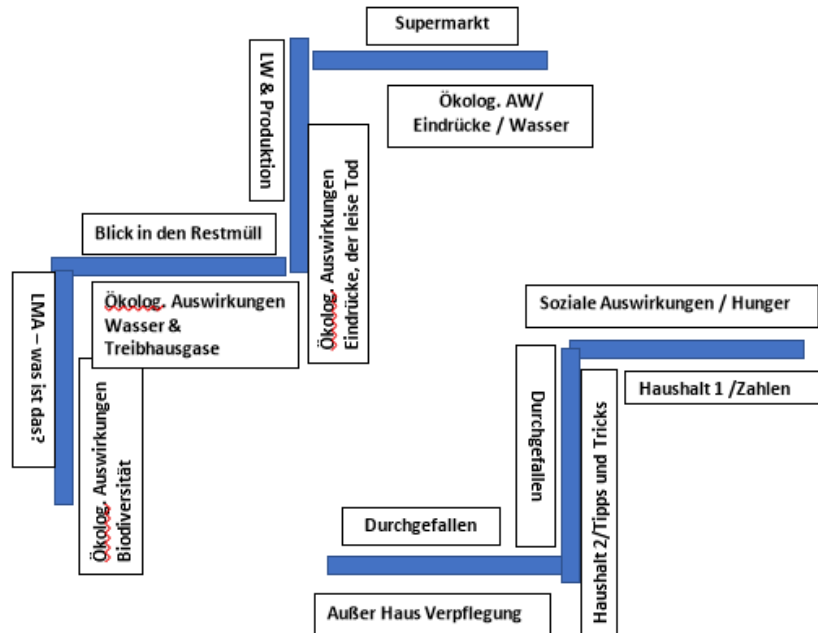 Supermarkt
LW & Produktion
Ökolog. AW/
Eindrücke / Wasser
Ökolog. Auswirkungen
Eindrücke, der leise Tod
Blick in den Restmüll
LMA – was ist das?
Ökolog. Auswirkungen
Wasser &
Treibhausgase
Ökolog. Auswirkungen
Biodiversität
Soziale Auswirkungen / Hunger
Durchgefallen
Haushalt 1 /Zahlen
Haushalt 2/Tipps und Tricks
Durchgefallen
Außer Haus Verpflegung